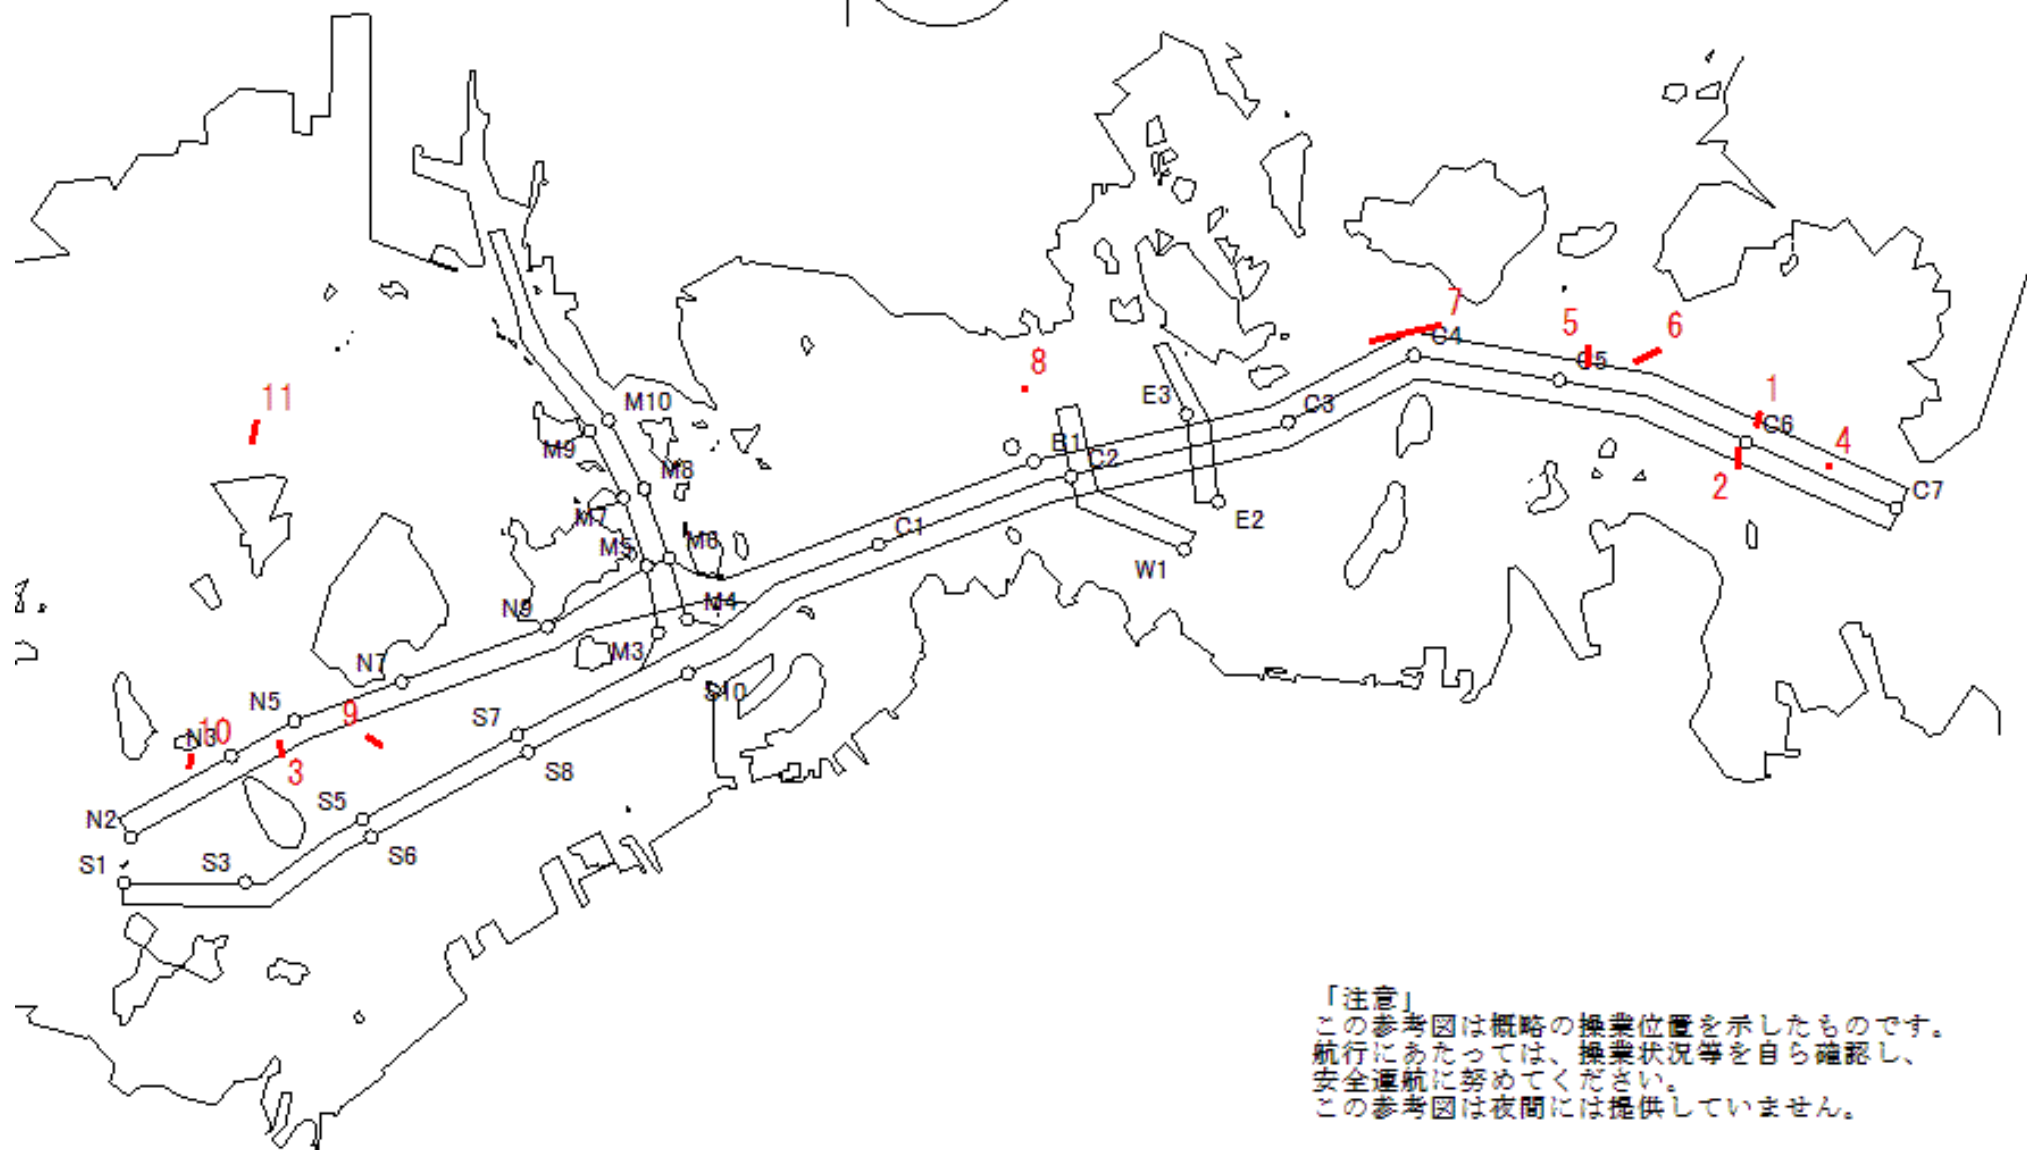 7
5
6
C4
C5
8
11
M10
E3
C3
1
C6
M9
B1
4
M8
C2
2
C7
M7
E2
C1
M5
M6
W1
N9
M4
M3
N7
S10
N5
9
S7
N3
10
3
S8
S5
N2
S6
S1
S3
「注意」
この参考図は概略の操業位置を示したものです。
航行にあたっては、操業状況等を自ら確認し、
安全運航に努めてください。
この参考図は夜間には提供していません。